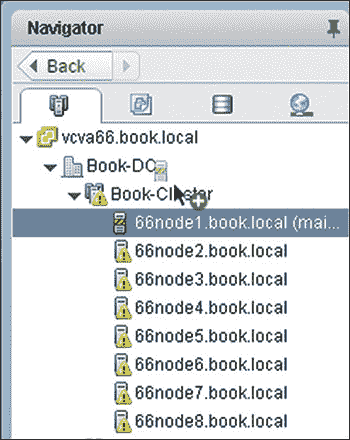 Navigator
Back
vcva66.book.local
Book-DC
Book-Cluster
66node1.book.local (mai...
66node2.book.local
66node3.book.local
66node4.book.local
66node5.book.local
66node6.book.local
66node7.book.local
66node8.book.local